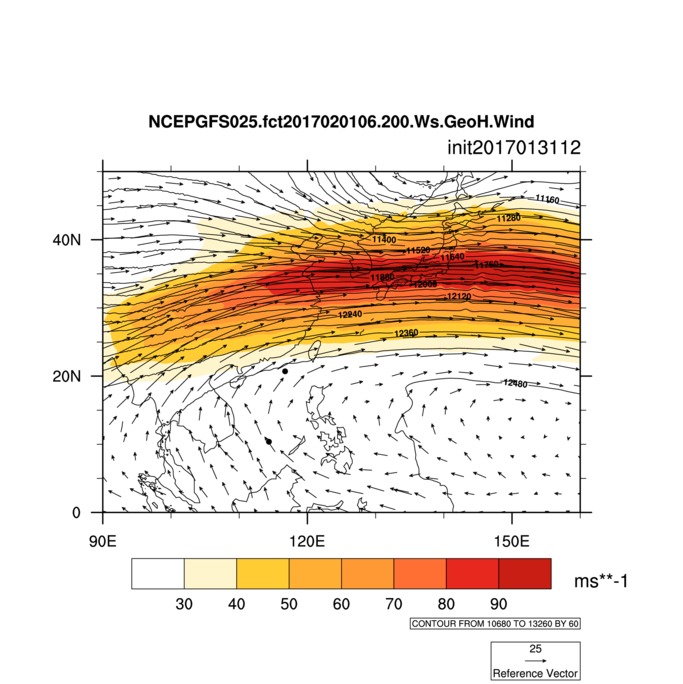 NCEPGFS025.fct2017020106.200.Ws.GeoH.Wind
init2017013112
11160
11280
40N
11400
11520
11640
11760
11880
12000
12120
12240
12360
20N
12480
0
90E 120E 150E
ms**-1
30 40 50 60 70 80 90
CONTOUR FROM 10680 TO 13260 BY 60
25
Reference Vector